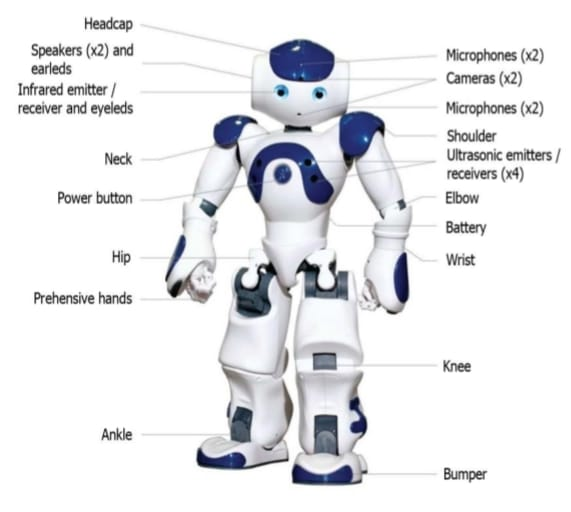 Headcap
Speakers (x2) and
earleds
Infrared emitter /
receiver and eyeleds
Neck
Power button
Hip
Prehensive hands
Ankle
Microphones (x2)
Cameras (x2)
Microphones (x2)
Shoulder
Ultrasonic emitters /
receivers (x4)
Elbow
Battery
Wrist
Knee
Bumper